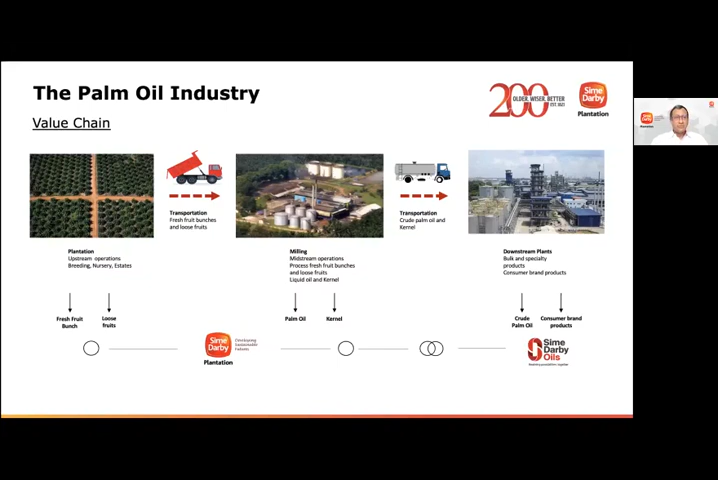 The Palm Oil Industry
Value Chain
200
OLDER. WISER. BETTER
Sime
Darby
Plantation
Transportation
Fresh fruit bunches
and loose fruits
Transportation
Crude palm oil and
Kernel
Plantation
Upstream operations
Breeding, Nursery, Estates
Milling
Midstream operations
Process fresh fruit bunches
and loose fruits
Liquid oil and Kernel
Downstream Plants
Bulk and specialty
products
Consumer brand products
Fresh Fruit
Bunch
Loose
fruits
Palm Oil
Kernel
Crude
Palm Oil
Consumer brand
products
Sime
Darby
Plantation
Developing
Sustainable
Futures
Sime
Darby
Oils